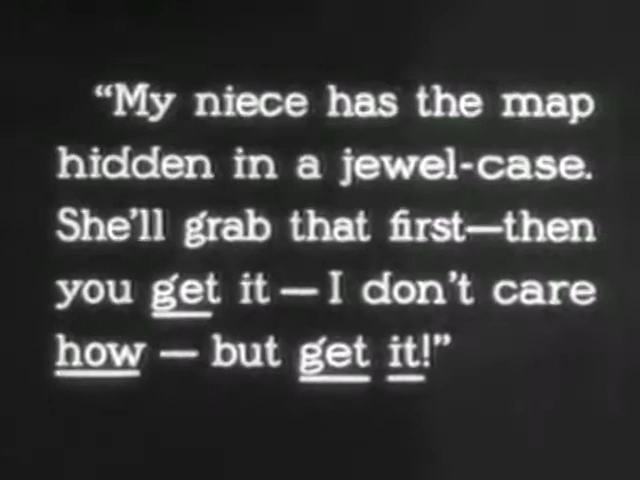 “My niece has the map
hidden in a jewel-case.
She’ll grab that first—then
you get it — I don’t care
how — but get it!”